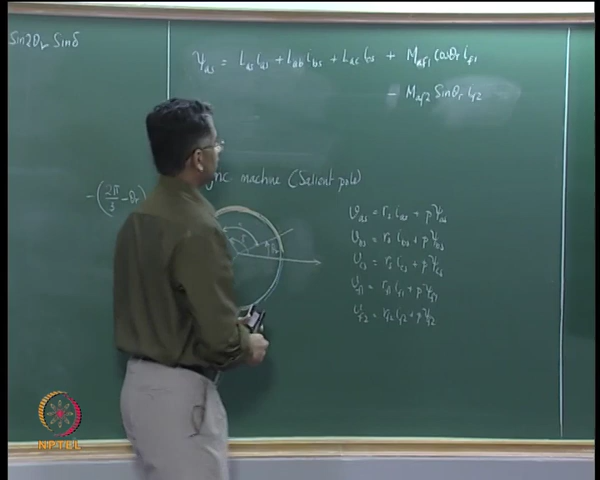 Sin2θr Sinδ
Ψas = Las ias + Lab ibs + Lac ics + Maf1 cosθr if1
- Maf2 Sinθr if2
-(2π/3 - θr)
Sync machine (Salient pole)
Vas = rs ias + pΨas
Vbs = rs ibs + pΨbs
Vcs = rs ics + pΨcs
Vf1 = rf1 if1 + pΨf1
Vf2 = rf2 if2 + pΨf2
NPTEL